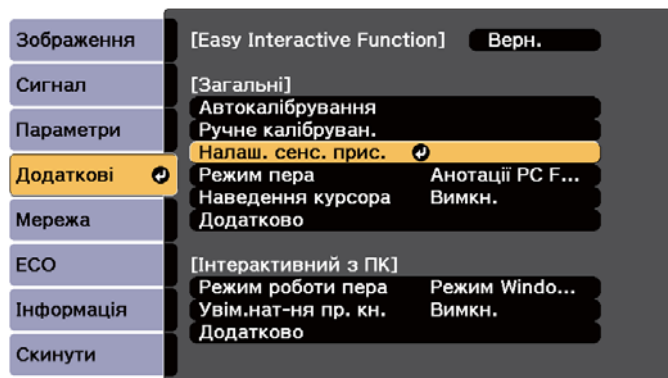 Зображення
Сигнал
Параметри
Додаткові
Мережа
ECO
Інформація
Скинути
[Easy Interactive Function] Верн.
[Загальні]
Автокалібрування
Ручне калібруван.
Налаш. сенс. прис.
Режим пера Анотації PC F...
Наведення курсора Вимкн.
Додатково
[Інтерактивний з ПК]
Режим роботи пера Режим Windo...
Увім.нат-ня пр. кн. Вимкн.
Додатково